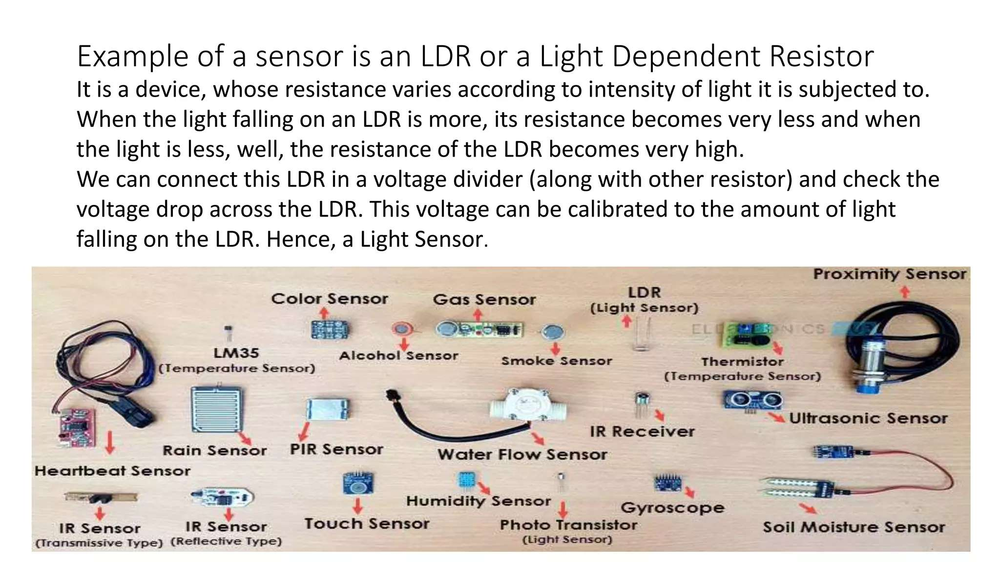 Example of a sensor is an LDR or a Light Dependent Resistor
It is a device, whose resistance varies according to intensity of light it is subjected to.
When the light falling on an LDR is more, its resistance becomes very less and when
the light is less, well, the resistance of the LDR becomes very high.
We can connect this LDR in a voltage divider (along with other resistor) and check the
voltage drop across the LDR. This voltage can be calibrated to the amount of light
falling on the LDR. Hence, a Light Sensor.
Proximity Sensor
Color Sensor
Gas Sensor
LDR
(Light Sensor)
LM35
(Temperature Sensor)
Alcohol Sensor
Smoke Sensor
Thermistor
(Temperature Sensor)
Heartbeat Sensor
Rain Sensor
PIR Sensor
Water Flow Sensor
IR Receiver
Ultrasonic Sensor
IR Sensor
(Transmissive Type)
IR Sensor
(Reflective Type)
Touch Sensor
Humidity Sensor
Photo Transistor
(Light Sensor)
Gyroscope
Soil Moisture Sensor